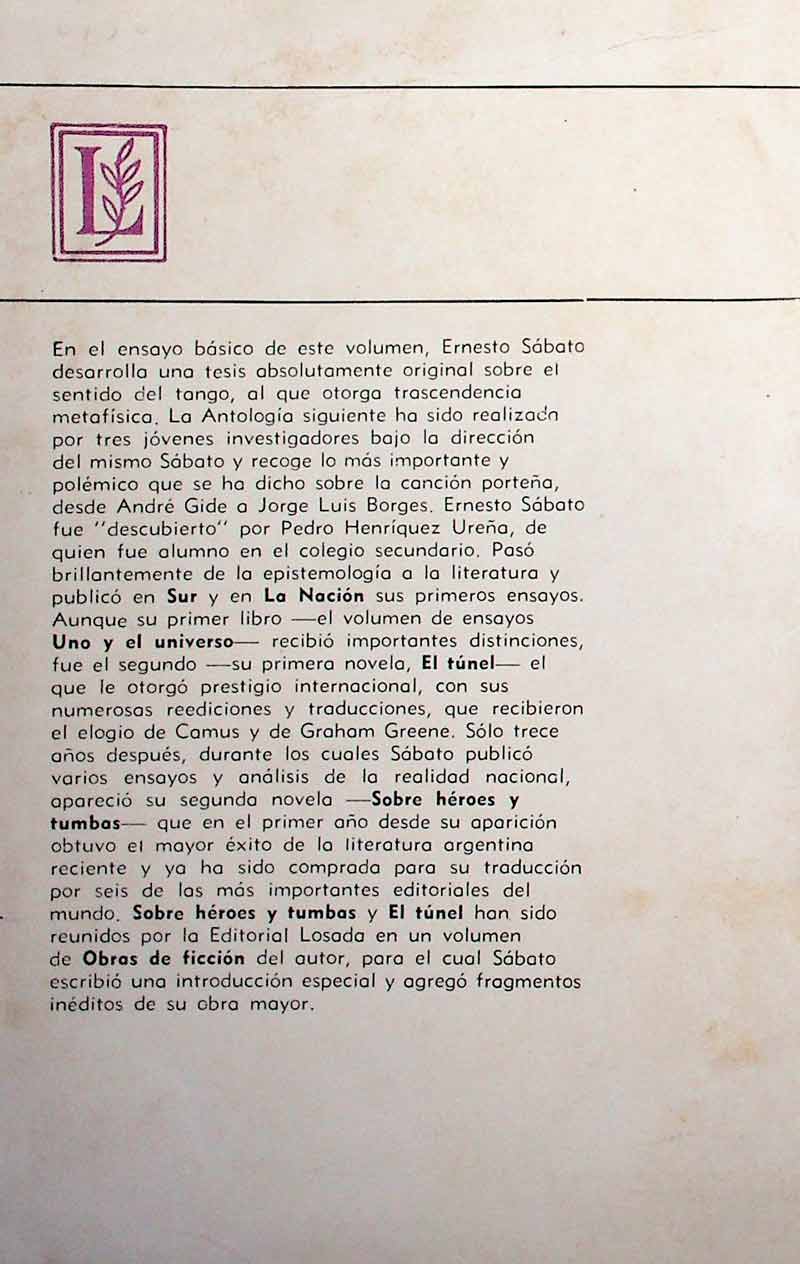 L
En el ensayo básico de este volumen, Ernesto Sábato
desarrolla una tesis absolutamente original sobre el
sentido del tango, al que otorga trascendencia
metafísica. La Antología siguiente ha sido realizada
por tres jóvenes investigadores bajo la dirección
del mismo Sábato y recoge lo más importante y
polémico que se ha dicho sobre la canción porteña,
desde André Gide a Jorge Luis Borges. Ernesto Sábato
fue "descubierto" por Pedro Henríquez Ureña, de
quien fue alumno en el colegio secundario. Pasó
brillantemente de la epistemología a la literatura y
publicó en Sur y en La Nación sus primeros ensayos.
Aunque su primer libro —el volumen de ensayos
Uno y el universo— recibió importantes distinciones,
fue el segundo —su primera novela, El túnel— el
que le otorgó prestigio internacional, con sus
numerosas reediciones y traducciones, que recibieron
el elogio de Camus y de Graham Greene. Sólo trece
años después, durante los cuales Sábato publicó
varios ensayos y análisis de la realidad nacional,
apareció su segunda novela —Sobre héroes y
tumbas— que en el primer año desde su aparición
obtuvo el mayor éxito de la literatura argentina
reciente y ya ha sido comprada para su traducción
por seis de las más importantes editoriales del
mundo. Sobre héroes y tumbas y El túnel han sido
reunidos por la Editorial Losada en un volumen
de Obras de ficción del autor, para el cual Sábato
escribió una introducción especial y agregó fragmentos
inéditos de su obra mayor.